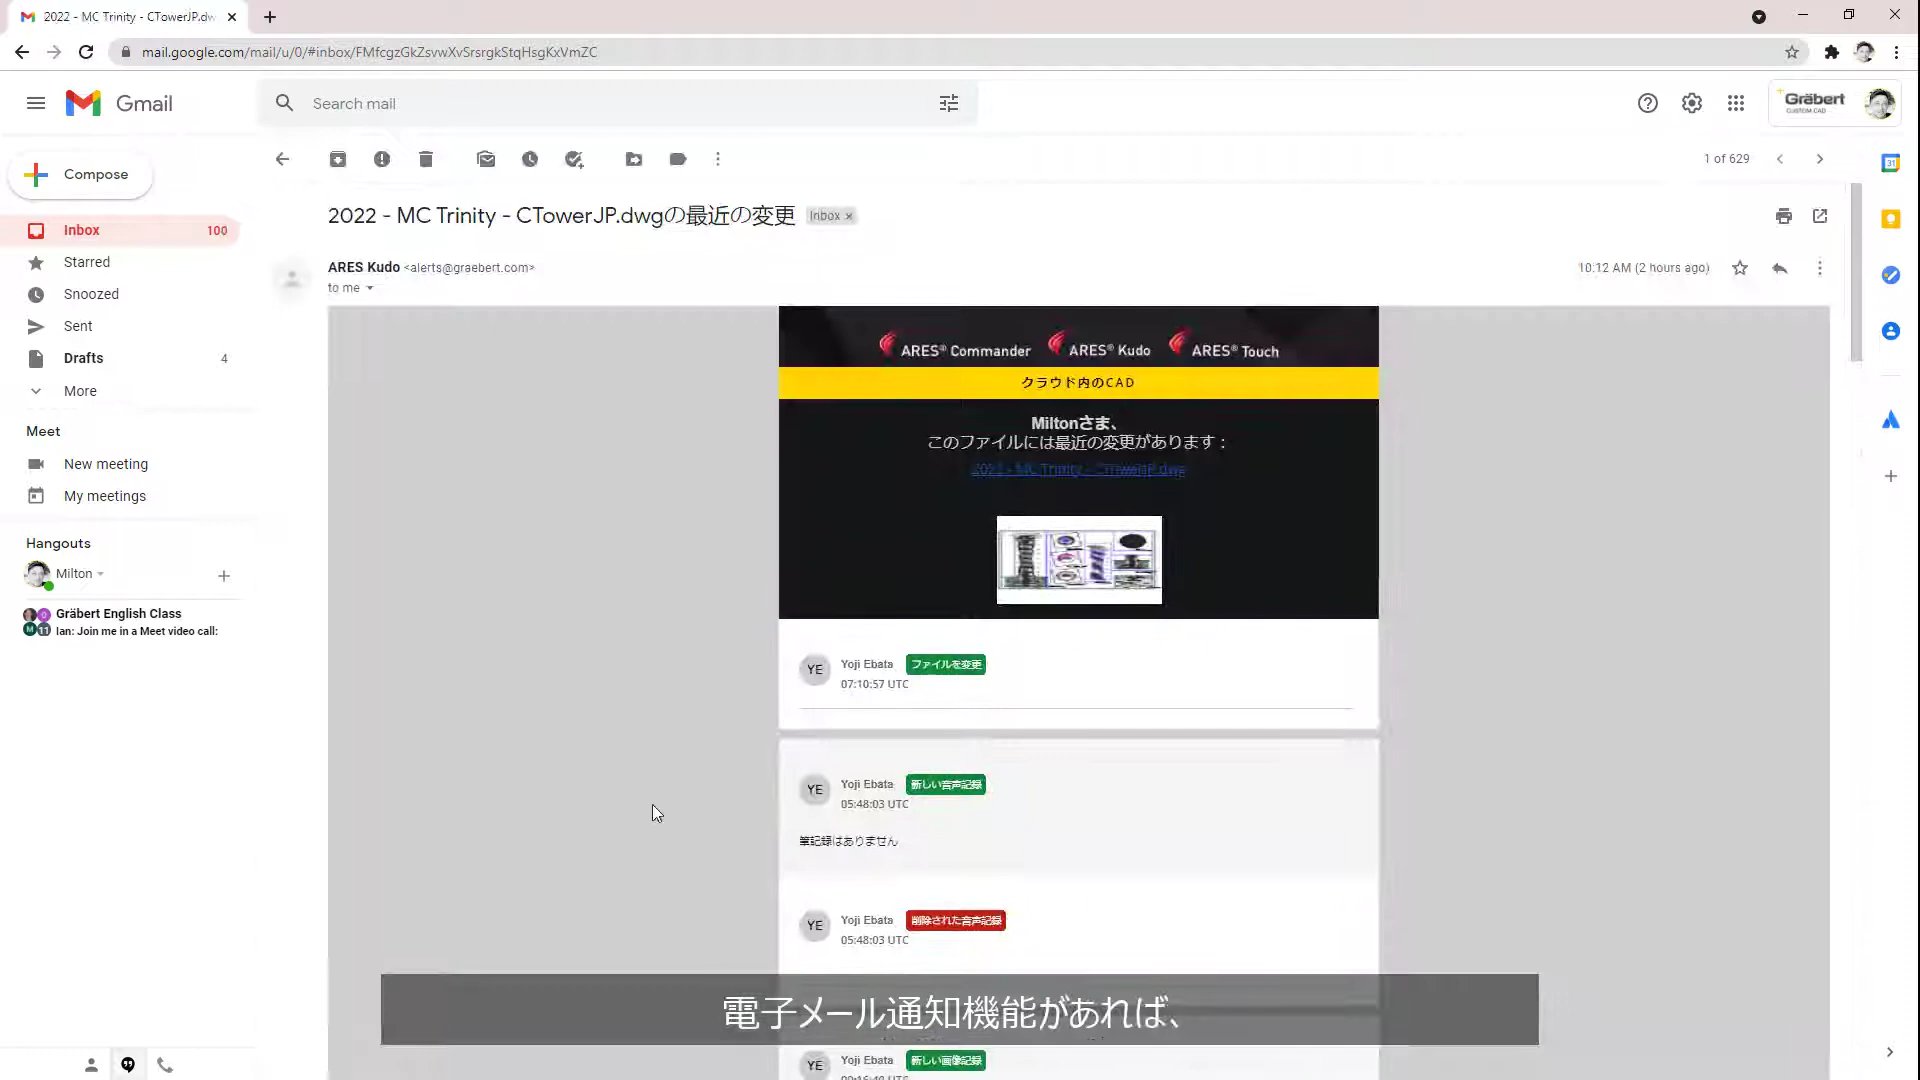 2022 - MC Trinity - CTowerJP.dw
mail.google.com/mail/u/0/#inbox/FMfcgzGkZsvwXvSrsrgkStqHsgKxVmZC
Gmail
Search mail
Gräbert
CUSTOM CAD
Compose
1 of 629
Inbox 100
Starred
Snoozed
Sent
Drafts 4
More
Meet
New meeting
My meetings
Hangouts
Milton
Gräbert English Class
Ian: Join me in a Meet video call:
2022 - MC Trinity - CTowerJP.dwgの最近の変更 Inbox ×
ARES Kudo <alerts@graebert.com>
10:12 AM (2 hours ago)
to me
ARES® Commander ARES® Kudo ARES® Touch
クラウド内のCAD
Miltonさま、
このファイルには最近の変更があります：
2022 - MC Trinity - CTowerJP.dwg
YE Yoji Ebata ファイルを変更
07:10:57 UTC
YE Yoji Ebata 新しい音声記録
05:48:03 UTC
筆記録はありません
YE Yoji Ebata 削除された音声記録
05:48:03 UTC
電子メール通知機能があれば、
YE Yoji Ebata 新しい画像記録
31